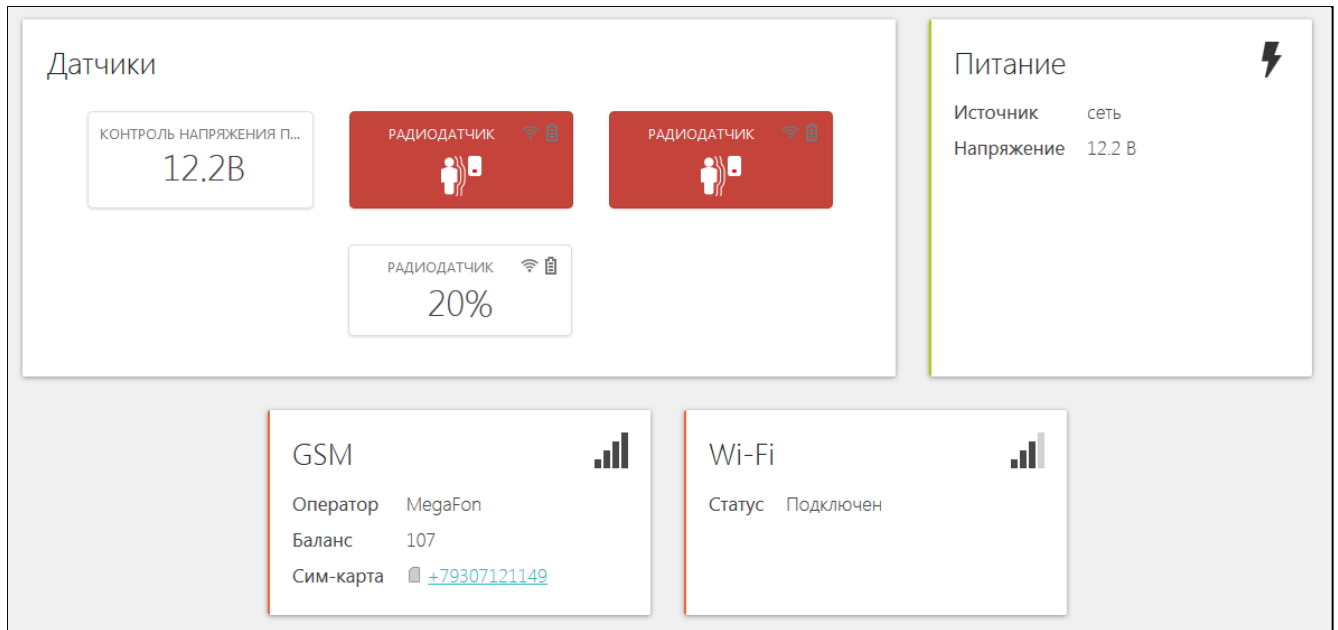 Датчики
КОНТРОЛЬ НАПРЯЖЕНИЯ П...
12.2В
РАДИОДАТЧИК
РАДИОДАТЧИК
РАДИОДАТЧИК
20%
Питание
Источник сеть
Напряжение 12.2 В
GSM
Оператор MegaFon
Баланс 107
Сим-карта +79307121149
Wi-Fi
Статус Подключен